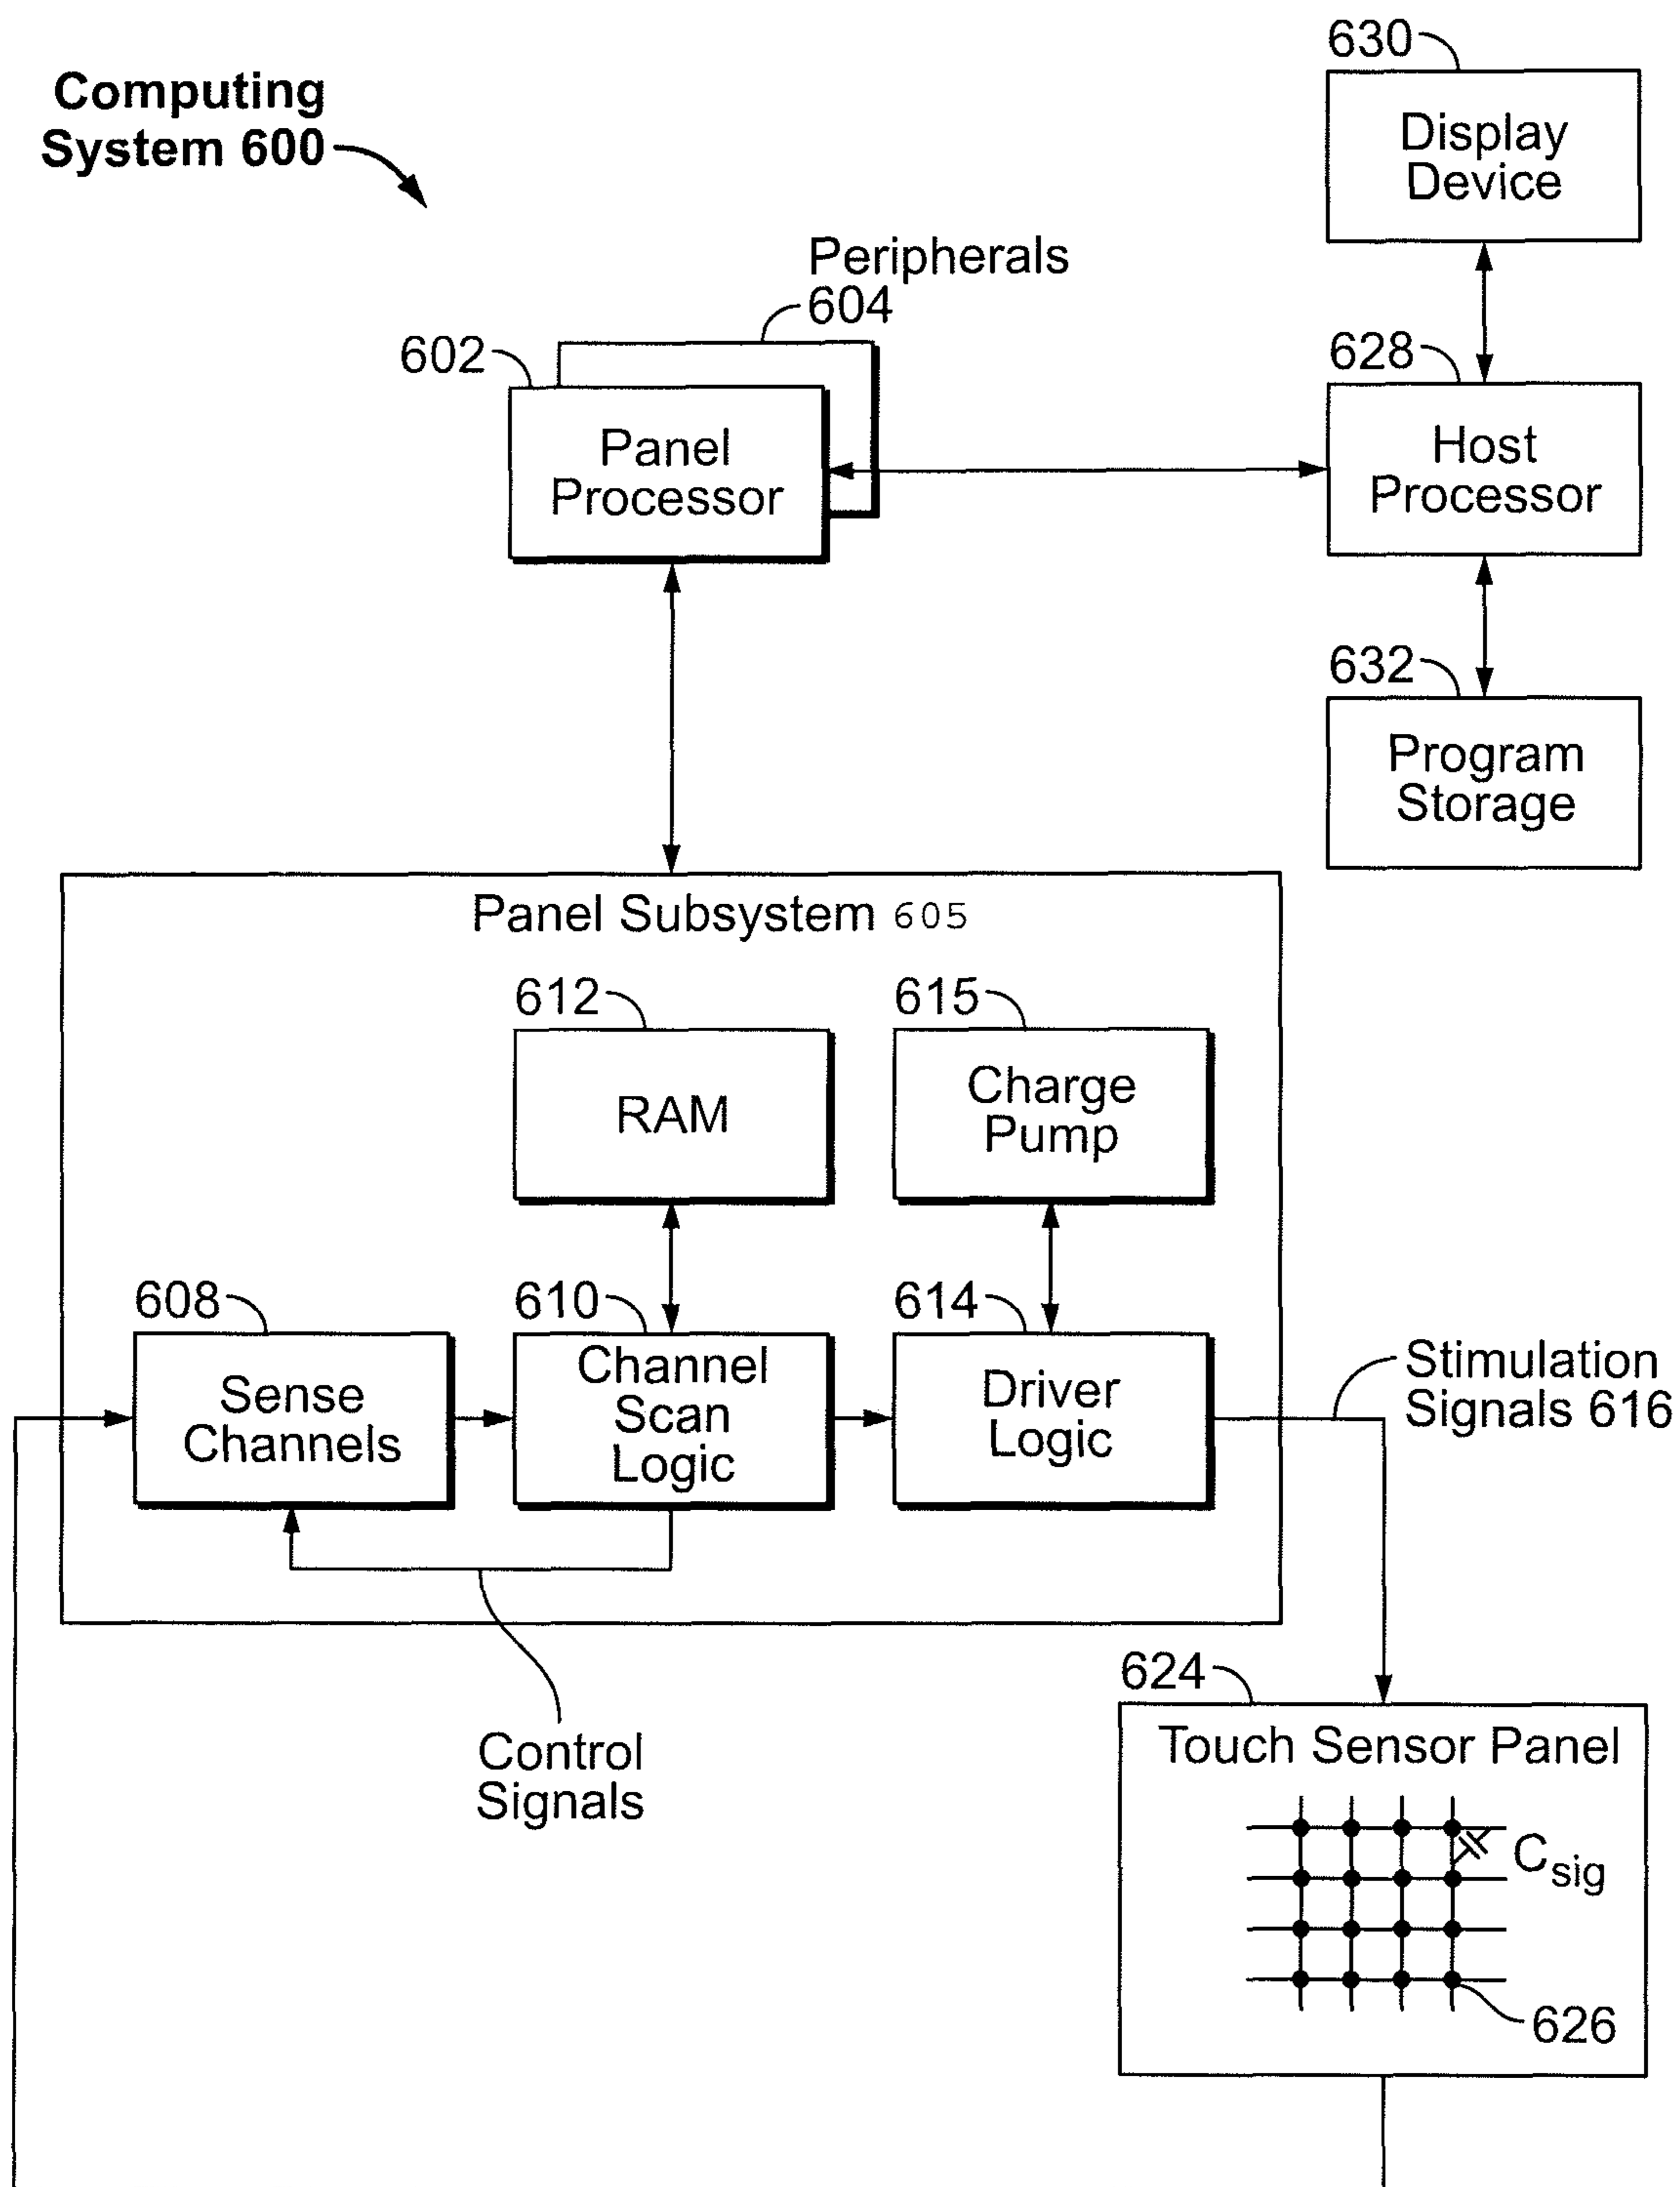 Computing
System 600
630
Display
Device
Peripherals
604
602
Panel
Processor
628
Host
Processor
632
Program
Storage
Panel Subsystem 605
612
RAM
615
Charge
Pump
608
Sense
Channels
610
Channel
Scan
Logic
614
Driver
Logic
Stimulation
Signals 616
Control
Signals
624
Touch Sensor Panel
Csig
626